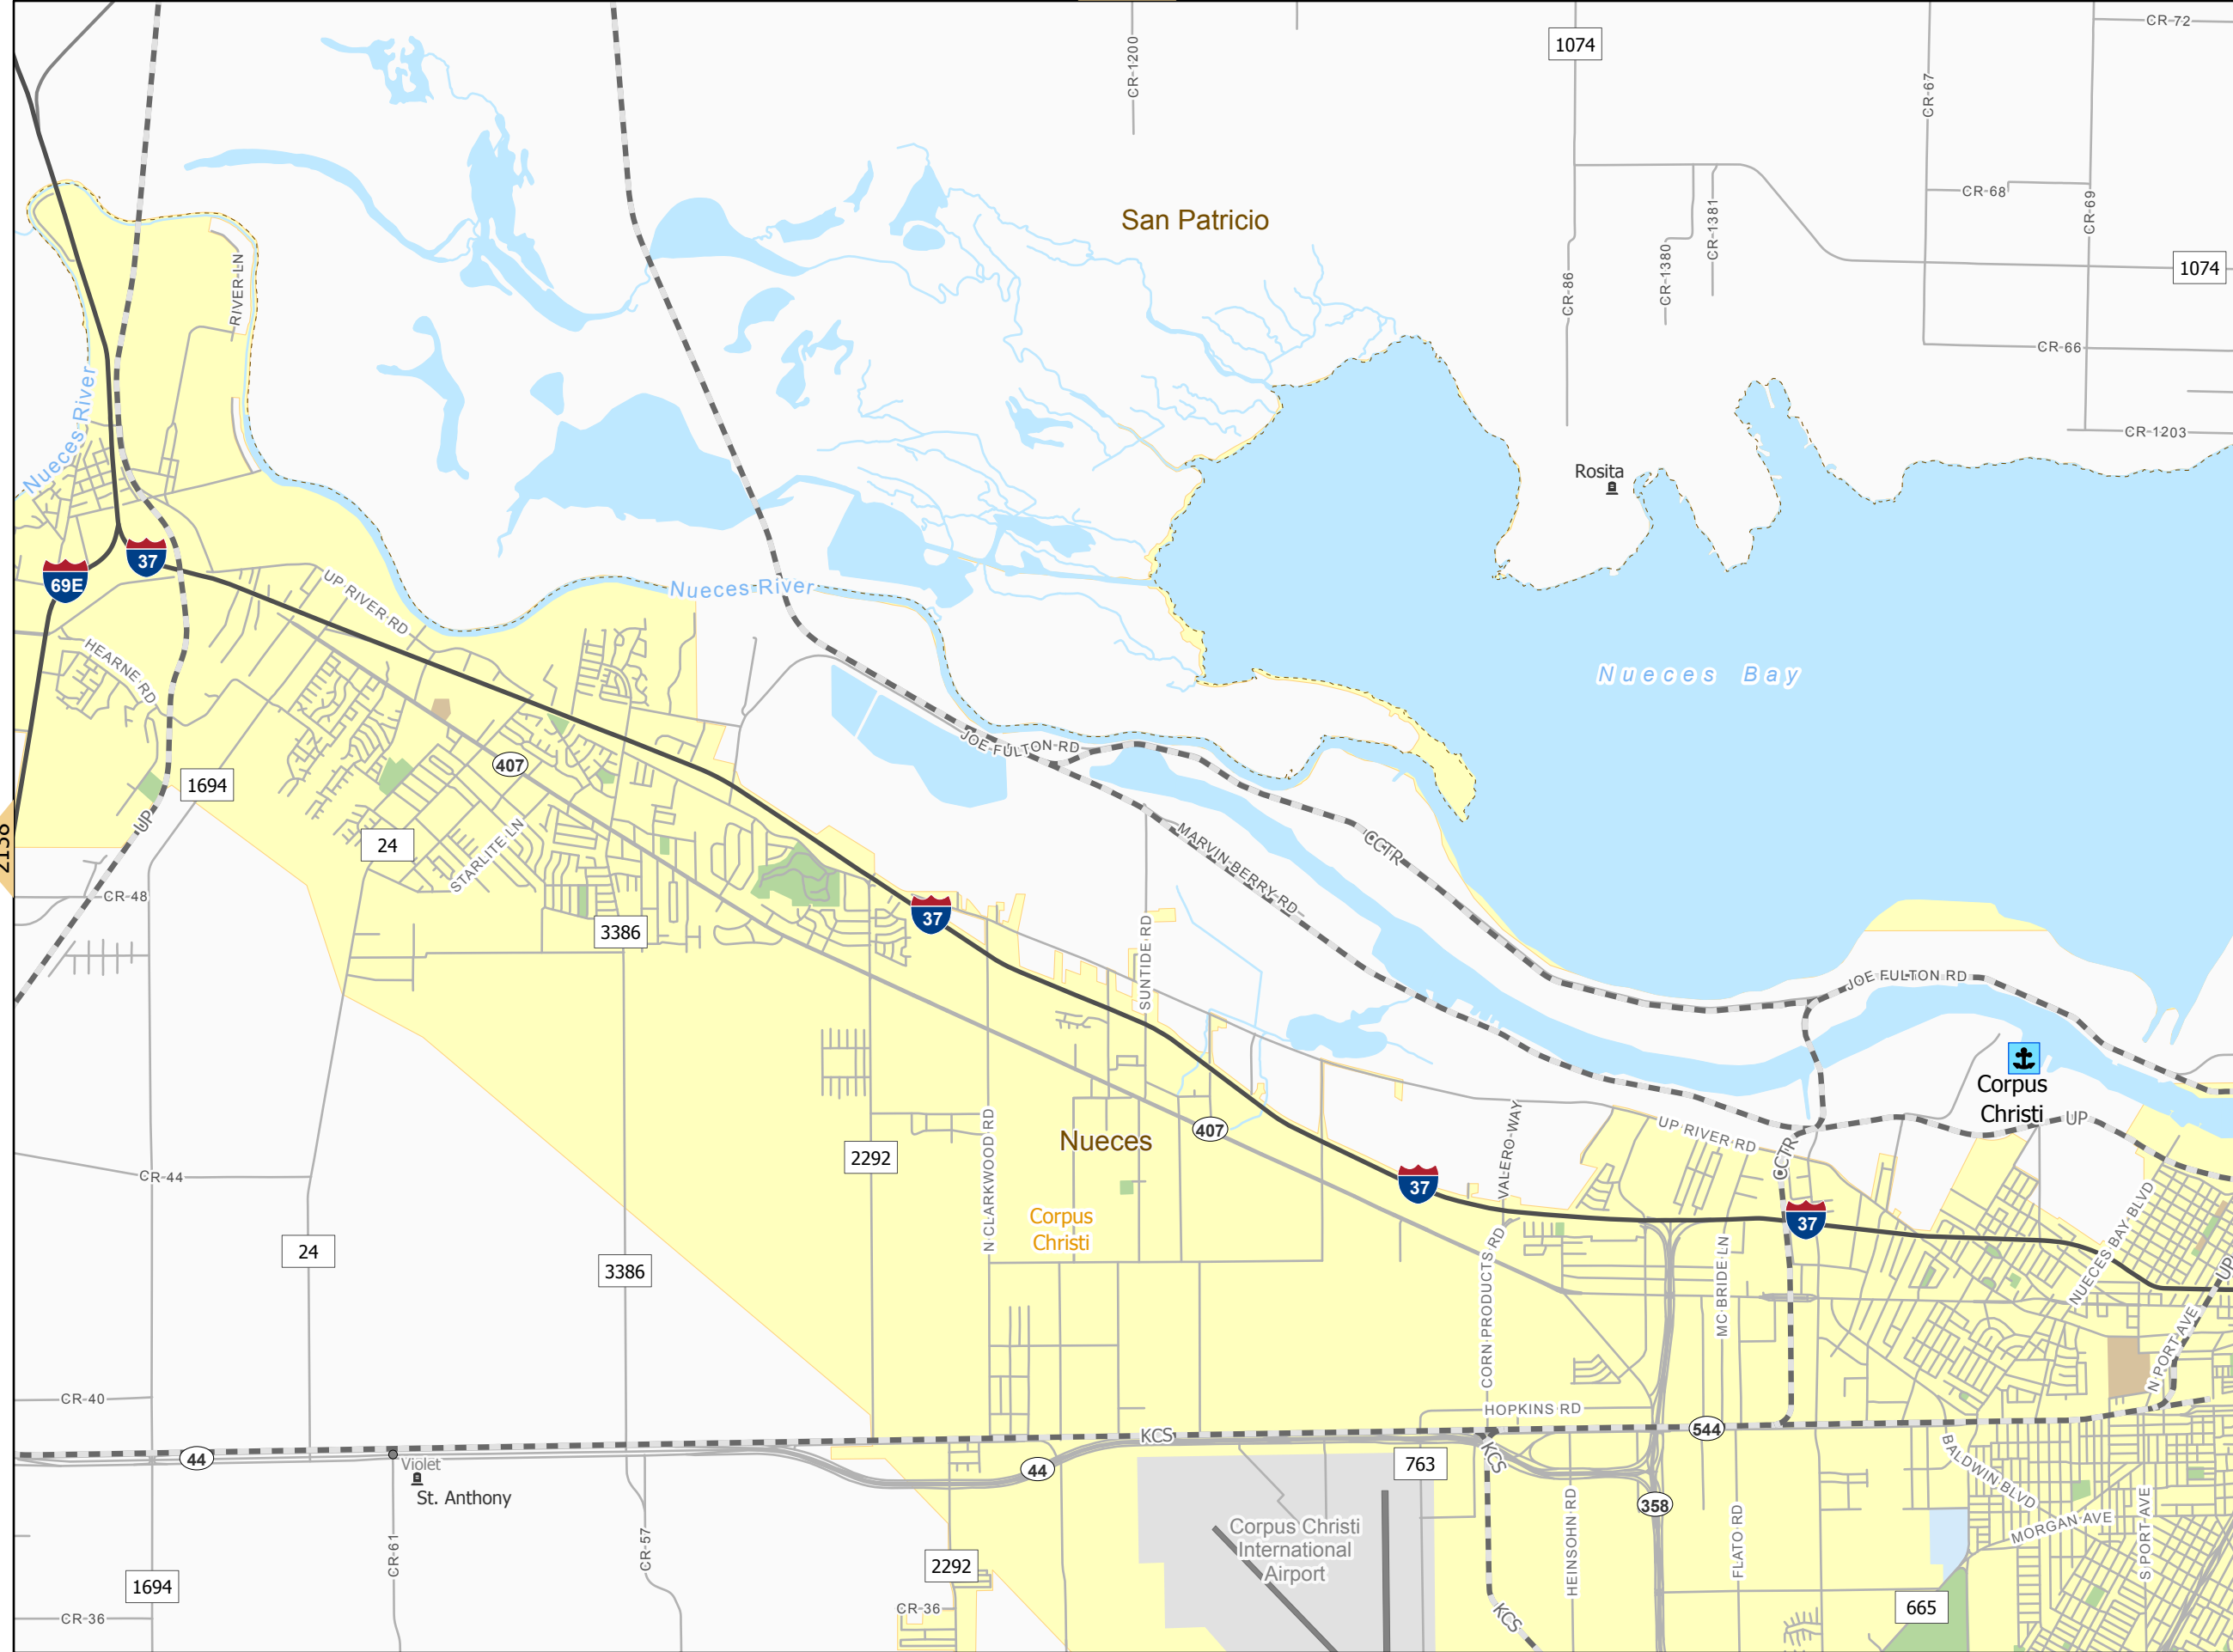 CR-72
1074
CR-1200
CR-67
CR-68
CR-69
San Patricio
CR-1381
CR-1380
CR-86
1074
RIVER-LN
CR-66
Nueces River
CR-1203
Rosita
37
69E
UP RIVER RD
Nueces River
HEARNE RD
Nueces Bay
JOE-FULTON-RD
407
1694
UP
24
STARLITE LN
2138
MARVIN-BERRY-RD
CCTR
CR-48
37
3386
SUNTIDE RD
JOE FULTON RD
Corpus
Christi
UP
UP RIVER RD
VALERO-WAY
CCTR
407
Nueces
2292
N CLARKWOOD RD
CR-44
37
37
NUECES-BAY-BLVD
Corpus
Christi
24
3386
CORN PRODUCTS RD
MC BRIDE LN
UP
N-PORT-AVE
CR-40
HOPKINS RD
544
KCS
KCS
44
Violet
St. Anthony
44
763
358
BALDWIN BLVD
MORGAN AVE
S PORT AVE
Corpus Christi
International
Airport
HEINSOHN RD
FLATO RD
CR-61
CR-57
2292
1694
CR-36
CR-36
KCS
665